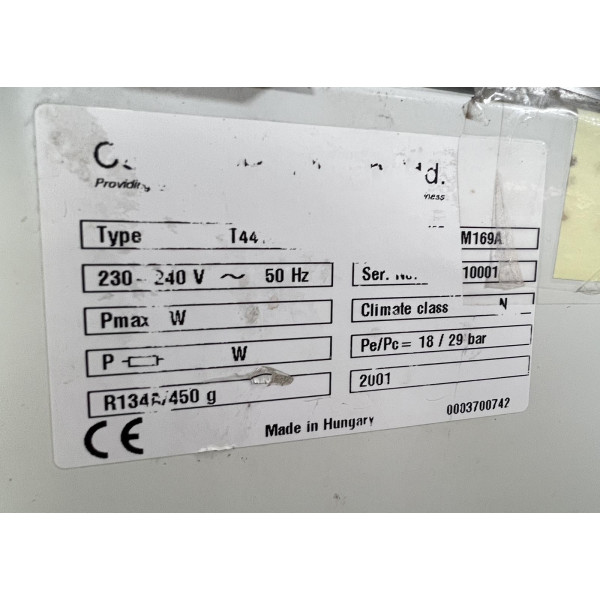 Type T44 M169A
230 - 240 V ~ 50 Hz Ser. No. 10001
Pmax W Climate class N
P W Pe/Pc = 18 / 29 bar
R134A/450 g 2001
CE Made in Hungary 0003700742